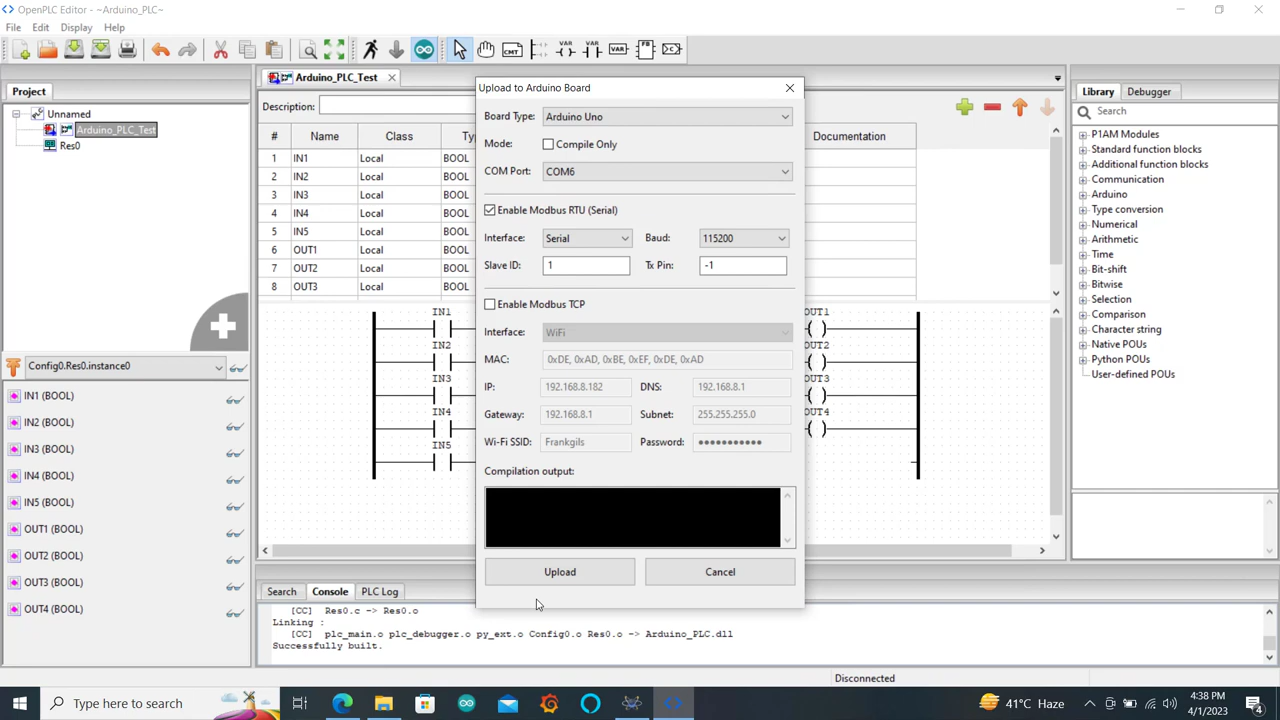 OpenPLC Editor - ~Arduino_PLC~
File Edit Display Help
CMT VAR VAR VAR FB
Project
Unnamed
Arduino_PLC_Test
Res0
Config0.Res0.instance0
IN1 (BOOL)
IN2 (BOOL)
IN3 (BOOL)
IN4 (BOOL)
IN5 (BOOL)
OUT1 (BOOL)
OUT2 (BOOL)
OUT3 (BOOL)
OUT4 (BOOL)
Arduino_PLC_Test
Description:
# Name Class Documentation
1 IN1 Local BOOL
2 IN2 Local BOOL
3 IN3 Local BOOL
4 IN4 Local BOOL
5 IN5 Local BOOL
6 OUT1 Local BOOL
7 OUT2 Local BOOL
8 OUT3 Local BOOL
IN1
IN2
IN3
IN4
IN5
OUT1
OUT2
OUT3
OUT4
Upload to Arduino Board
Board Type: Arduino Uno
Mode: Compile Only
COM Port: COM6
Enable Modbus RTU (Serial)
Interface: Serial Baud: 115200
Slave ID: 1 Tx Pin: -1
Enable Modbus TCP
Interface: WiFi
MAC: 0xDE, 0xAD, 0xBE, 0xEF, 0xDE, 0xAD
IP: 192.168.8.182 DNS: 192.168.8.1
Gateway: 192.168.8.1 Subnet: 255.255.255.0
Wi-Fi SSID: Frankgils Password: •••••••••••
Compilation output:
Upload Cancel
Library Debugger
Search
P1AM Modules
Standard function blocks
Additional function blocks
Communication
Arduino
Type conversion
Numerical
Arithmetic
Time
Bit-shift
Bitwise
Selection
Comparison
Character string
Native POUs
Python POUs
User-defined POUs
Search Console PLC Log
[CC] Res0.c -> Res0.o
Linking :
[CC] plc_main.o plc_debugger.o py_ext.o Config0.o Res0.o -> Arduino_PLC.dll
Successfully built.
Disconnected
Type here to search
41°C Haze
4:38 PM
4/1/2023
4